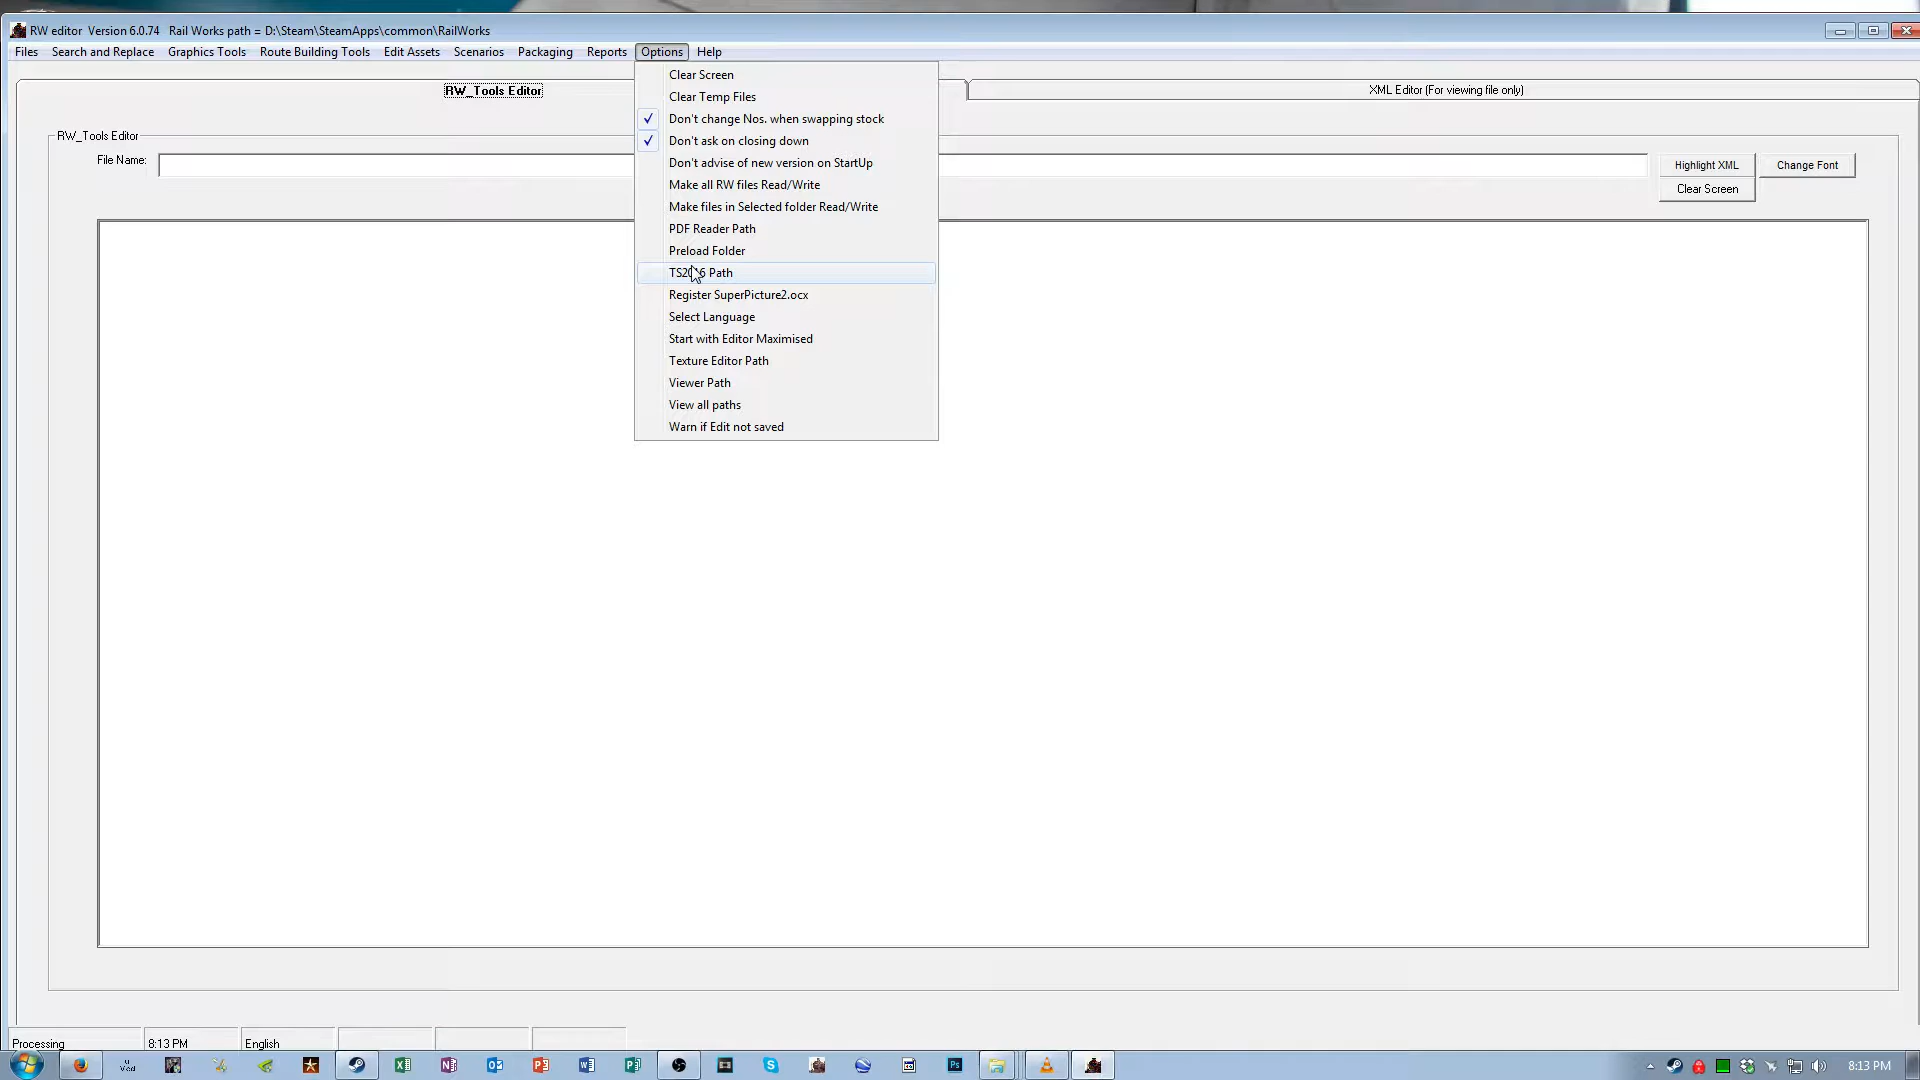 RW editor Version 6.0.74 Rail Works path = D:\Steam\SteamApps\common\RailWorks
Files Search and Replace Graphics Tools Route Building Tools Edit Assets Scenarios Packaging Reports Options Help
Clear Screen
Clear Temp Files
Don't change Nos. when swapping stock
Don't ask on closing down
Don't advise of new version on StartUp
Make all RW files Read/Write
Make files in Selected folder Read/Write
PDF Reader Path
Preload Folder
TS2016 Path
Register SuperPicture2.ocx
Select Language
Start with Editor Maximised
Texture Editor Path
Viewer Path
View all paths
Warn if Edit not saved
RW_Tools Editor
XML Editor (For viewing file only)
RW_Tools Editor
File Name:
Highlight XML
Change Font
Clear Screen
Processing
8:13 PM
English
8:13 PM